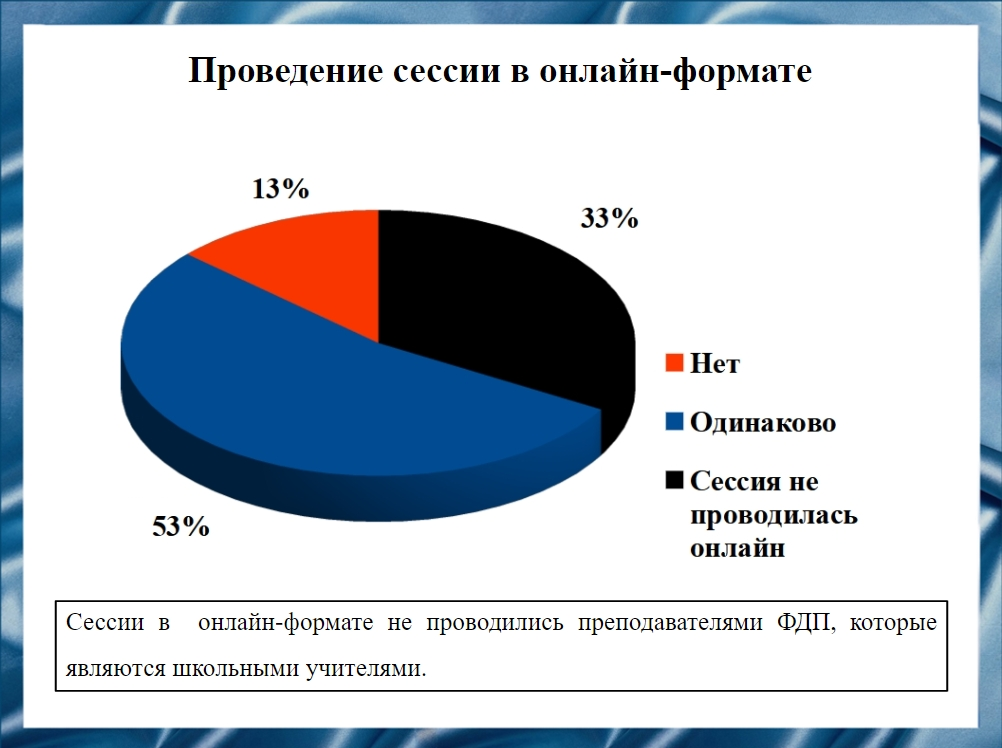 Проведение сессии в онлайн-формате
13%
33%
Нет
Одинаково
Сессия не
проводилась
онлайн
53%
Сессии в онлайн-формате не проводились преподавателями ФДП, которые
являются школьными учителями.